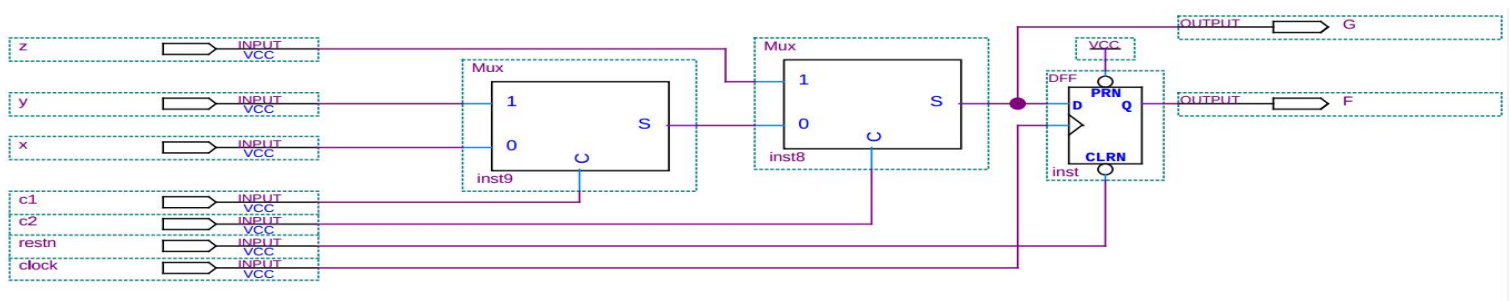 z INPUT VCC
y INPUT VCC
x INPUT VCC
c1 INPUT VCC
c2 INPUT VCC
restn INPUT VCC
clock INPUT VCC
Mux
1
0
S
C
inst9
Mux
1
0
S
C
inst8
VCC
DFF
PRN
D Q
CLRN
inst
OUTPUT G
OUTPUT F